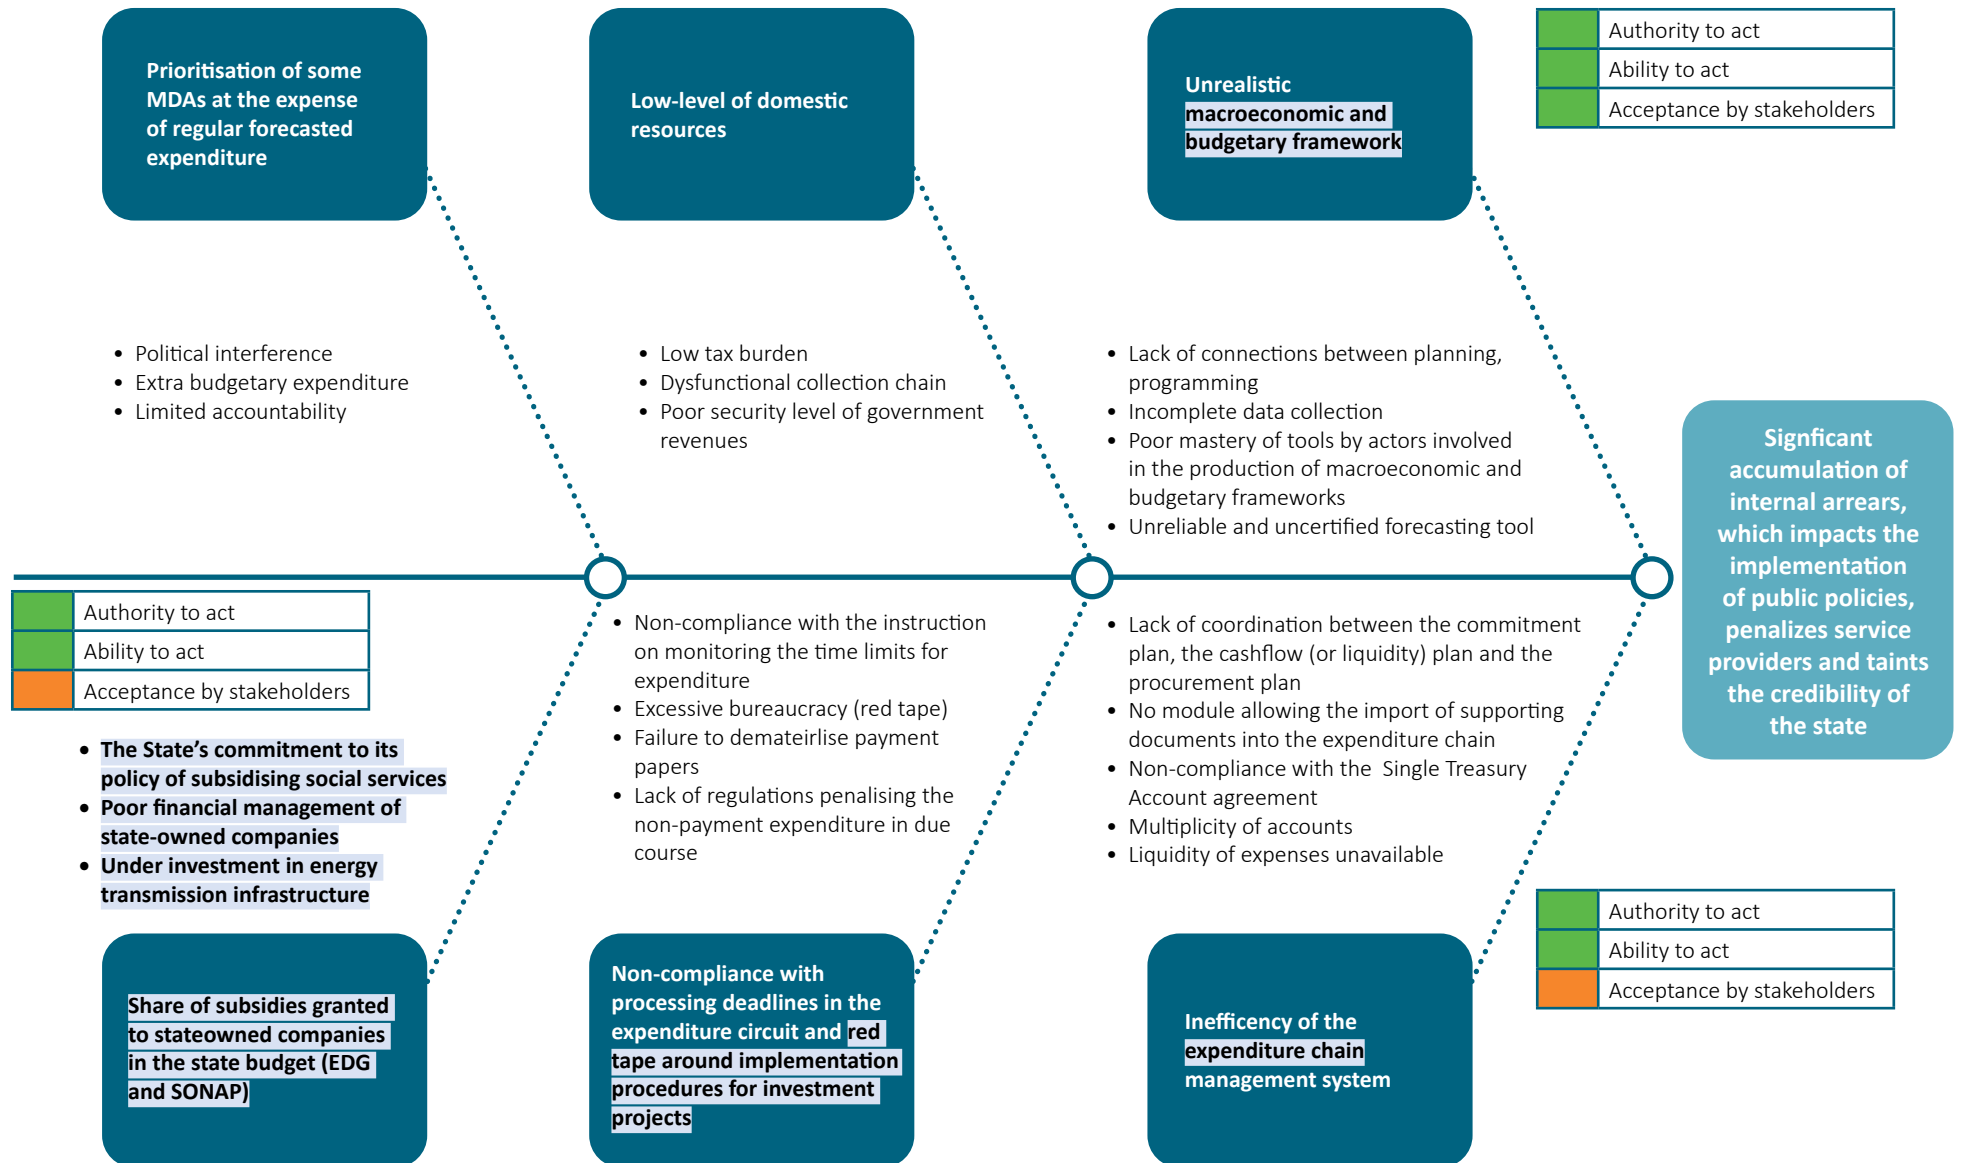 Prioritisation of some
MDAs at the expense
of regular forecasted
expenditure
Low-level of domestic
resources
Unrealistic
macroeconomic and
budgetary framework
Authority to act
Ability to act
Acceptance by stakeholders
• Political interference
• Extra budgetary expenditure
• Limited accountability
• Low tax burden
• Dysfunctional collection chain
• Poor security level of government
revenues
• Lack of connections between planning,
programming
• Incomplete data collection
• Poor mastery of tools by actors involved
in the production of macroeconomic and
budgetary frameworks
• Unreliable and uncertified forecasting tool
Signficant
accumulation of
internal arrears,
which impacts the
implementation
of public policies,
penalizes service
providers and taints
the credibility of
the state
Authority to act
Ability to act
Acceptance by stakeholders
• The State's commitment to its
policy of subsidising social services
• Poor financial management of
state-owned companies
• Under investment in energy
transmission infrastructure
• Non-compliance with the instruction
on monitoring the time limits for
expenditure
• Excessive bureaucracy (red tape)
• Failure to demateirlise payment
papers
• Lack of regulations penalising the
non-payment expenditure in due
course
• Lack of coordination between the commitment
plan, the cashflow (or liquidity) plan and the
procurement plan
• No module allowing the import of supporting
documents into the expenditure chain
• Non-compliance with the Single Treasury
Account agreement
• Multiplicity of accounts
• Liquidity of expenses unavailable
Share of subsidies granted
to stateowned companies
in the state budget (EDG
and SONAP)
Non-compliance with
processing deadlines in the
expenditure circuit and red
tape around implementation
procedures for investment
projects
Inefficency of the
expenditure chain
management system
Authority to act
Ability to act
Acceptance by stakeholders